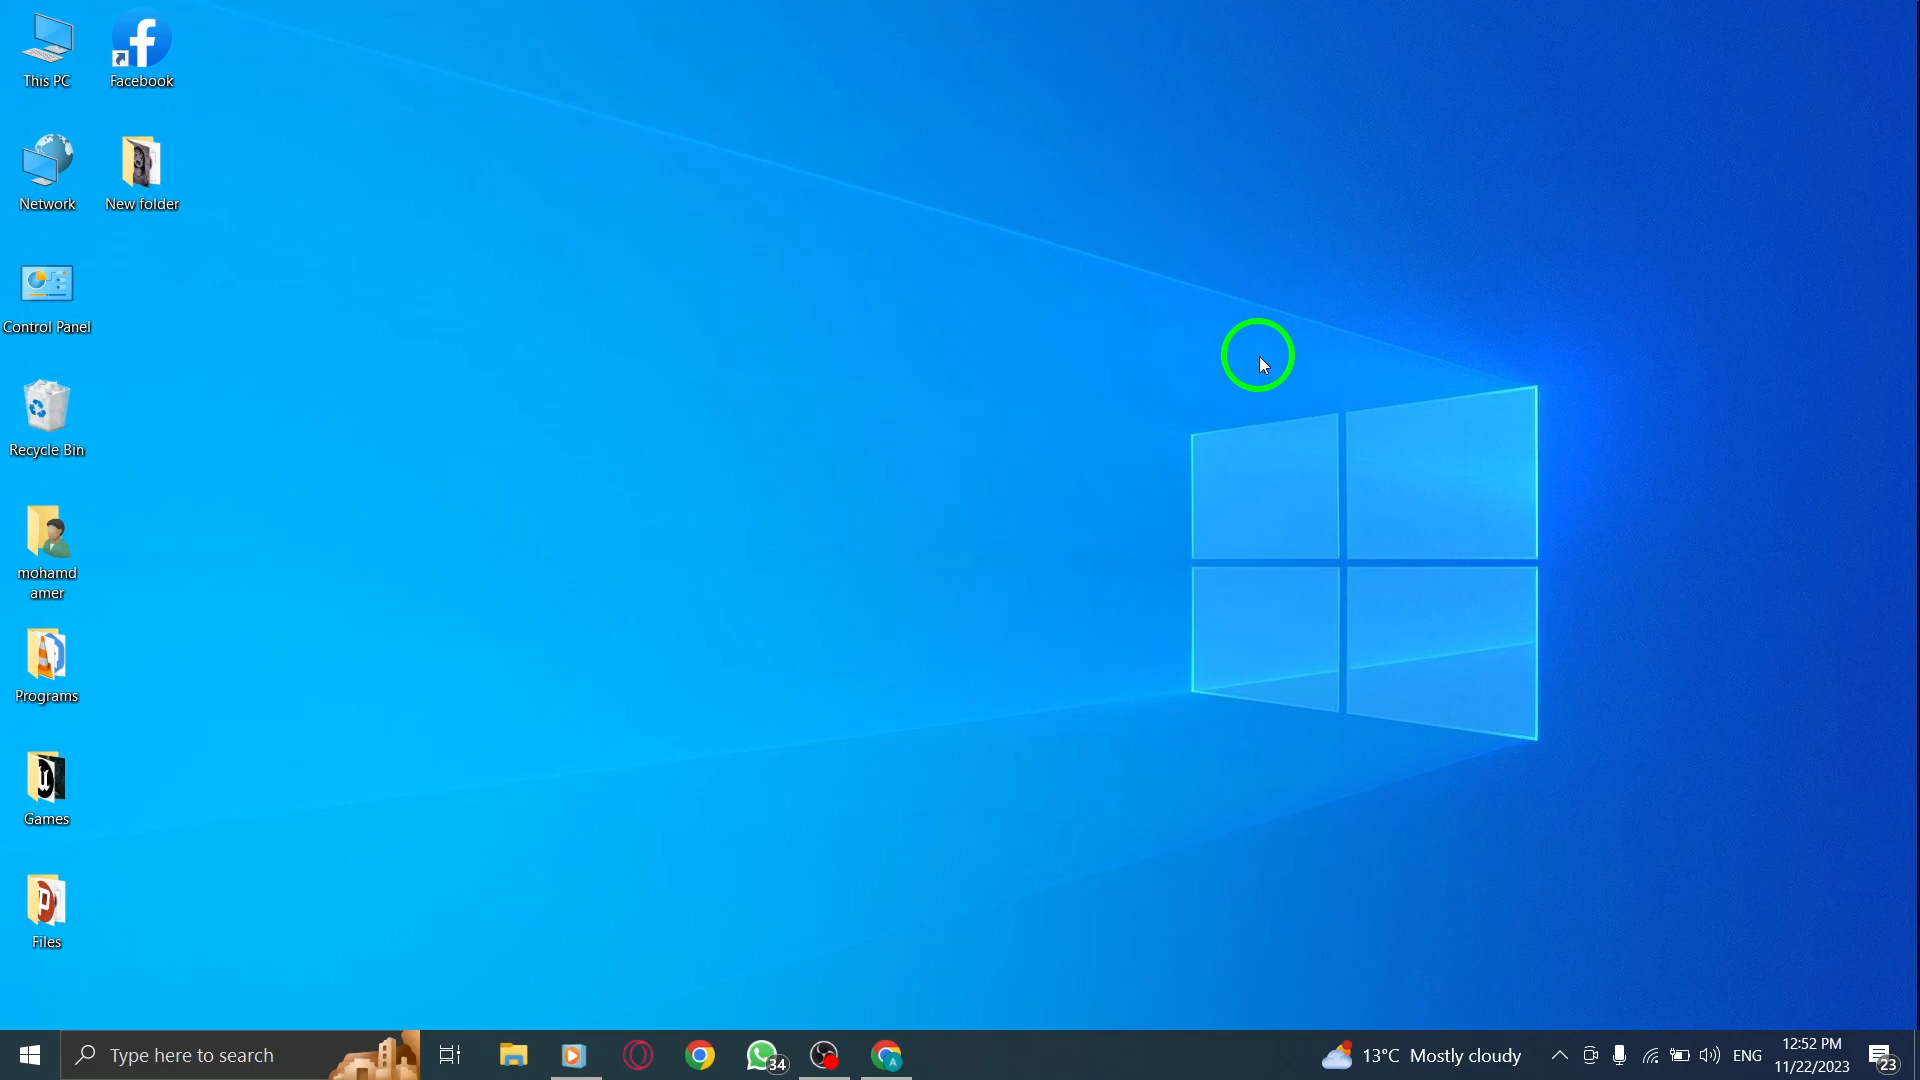 This PC
Facebook
Network
New folder
Control Panel
Recycle Bin
mohamd
amer
Programs
Games
Files
Type here to search
34
13°C Mostly cloudy
ENG
12:52 PM
11/22/2023
23